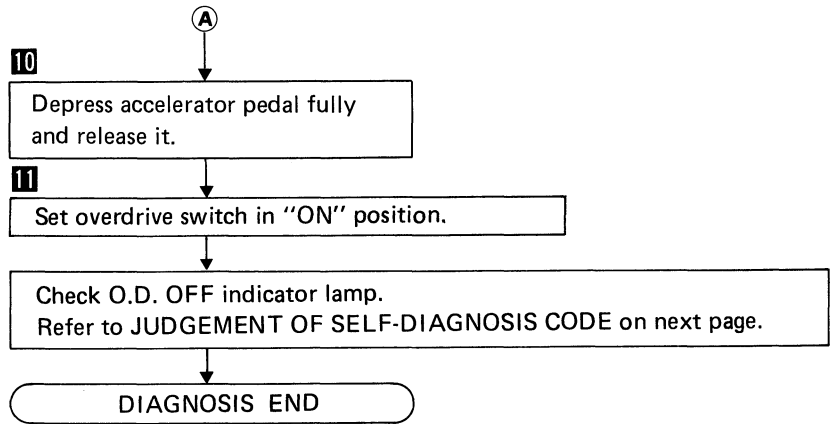 A
10
Depress accelerator pedal fully
and release it.
11
Set overdrive switch in “ON” position.
Check O.D. OFF indicator lamp.
Refer to JUDGEMENT OF SELF-DIAGNOSIS CODE on next page.
DIAGNOSIS END